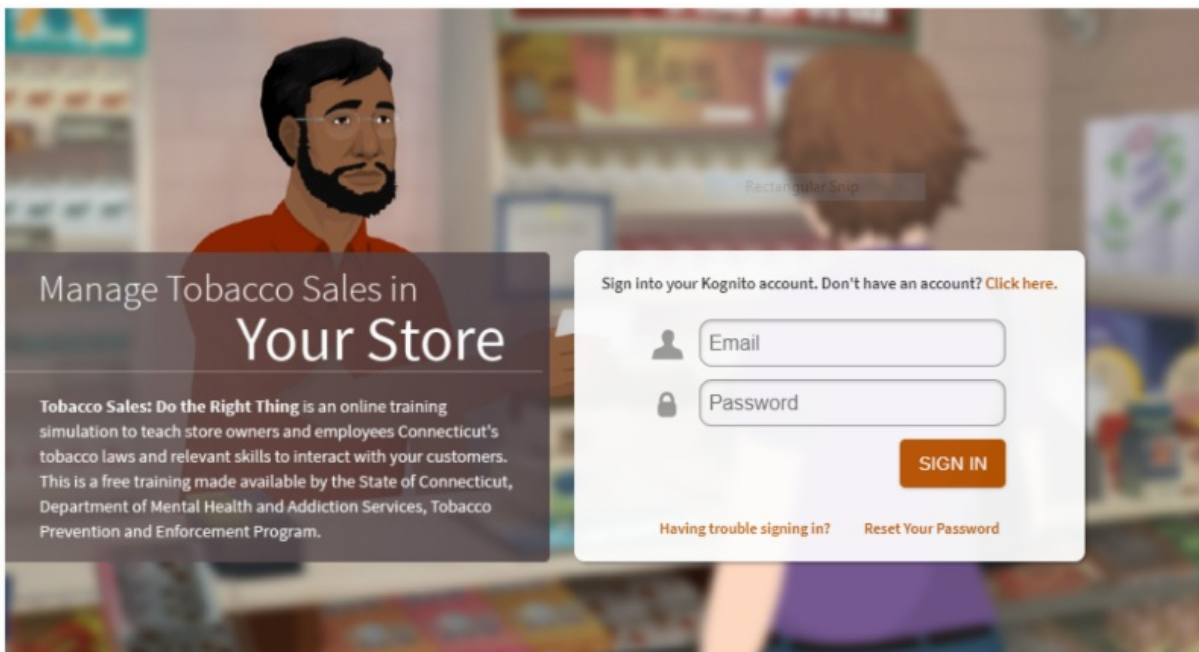 Rectangular Snip
Manage Tobacco Sales in
Your Store
Tobacco Sales: Do the Right Thing is an online training
simulation to teach store owners and employees Connecticut's
tobacco laws and relevant skills to interact with your customers.
This is a free training made available by the State of Connecticut,
Department of Mental Health and Addiction Services, Tobacco
Prevention and Enforcement Program.
Sign into your Kognito account. Don't have an account? Click here.
Email
Password
SIGN IN
Having trouble signing in? Reset Your Password